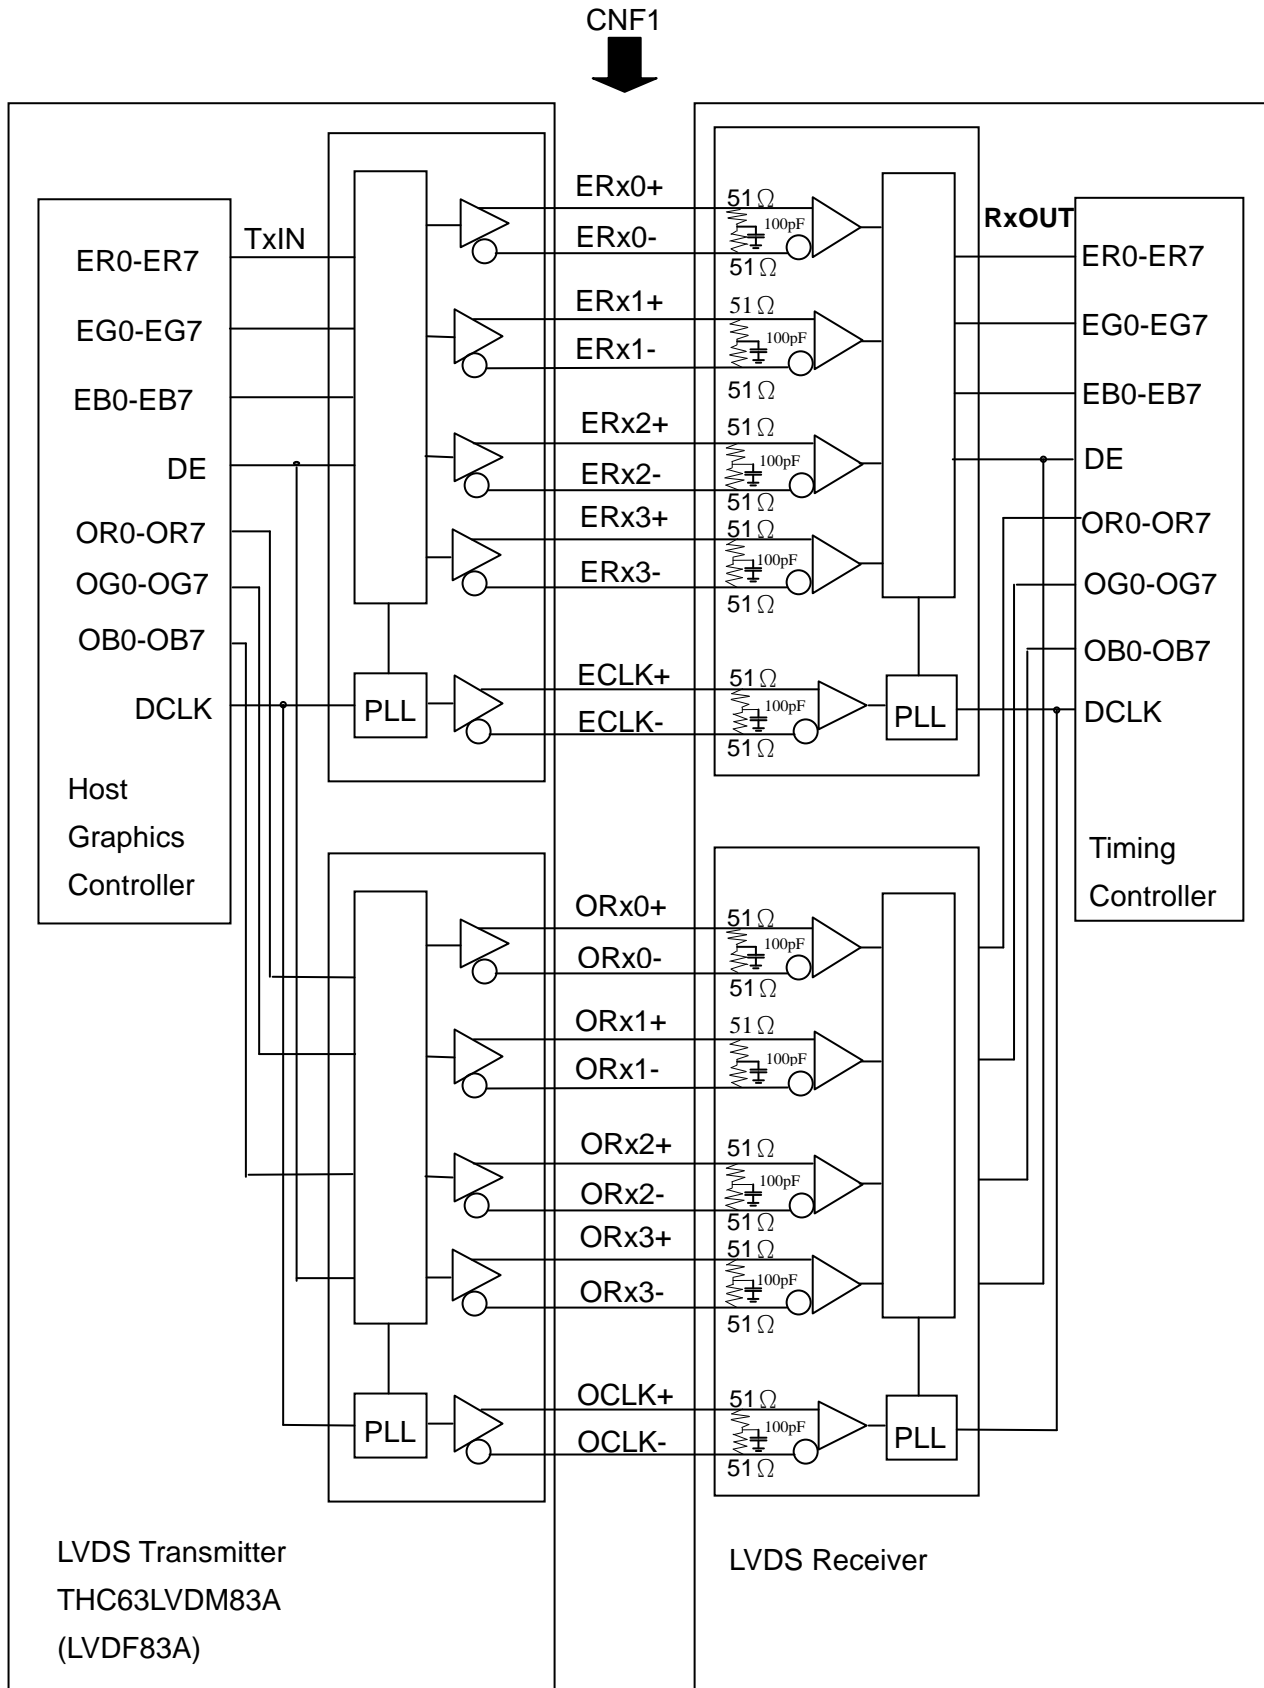 CNF1
TxIN
ER0-ER7
EG0-EG7
EB0-EB7
DE
OR0-OR7
OG0-OG7
OB0-OB7
DCLK
Host
Graphics
Controller
PLL
ERx0+
ERx0-
ERx1+
ERx1-
ERx2+
ERx2-
ERx3+
ERx3-
ECLK+
ECLK-
51Ω
100pF
51Ω
51Ω
100pF
51Ω
51Ω
100pF
51Ω
51Ω
100pF
51Ω
51Ω
100pF
51Ω
PLL
RxOUT
ER0-ER7
EG0-EG7
EB0-EB7
DE
OR0-OR7
OG0-OG7
OB0-OB7
DCLK
Timing
Controller
PLL
ORx0+
ORx0-
ORx1+
ORx1-
ORx2+
ORx2-
ORx3+
ORx3-
OCLK+
OCLK-
51Ω
100pF
51Ω
51Ω
100pF
51Ω
100pF
51Ω
51Ω
100pF
51Ω
51Ω
100pF
51Ω
PLL
LVDS Transmitter
THC63LVDM83A
(LVDF83A)
LVDS Receiver